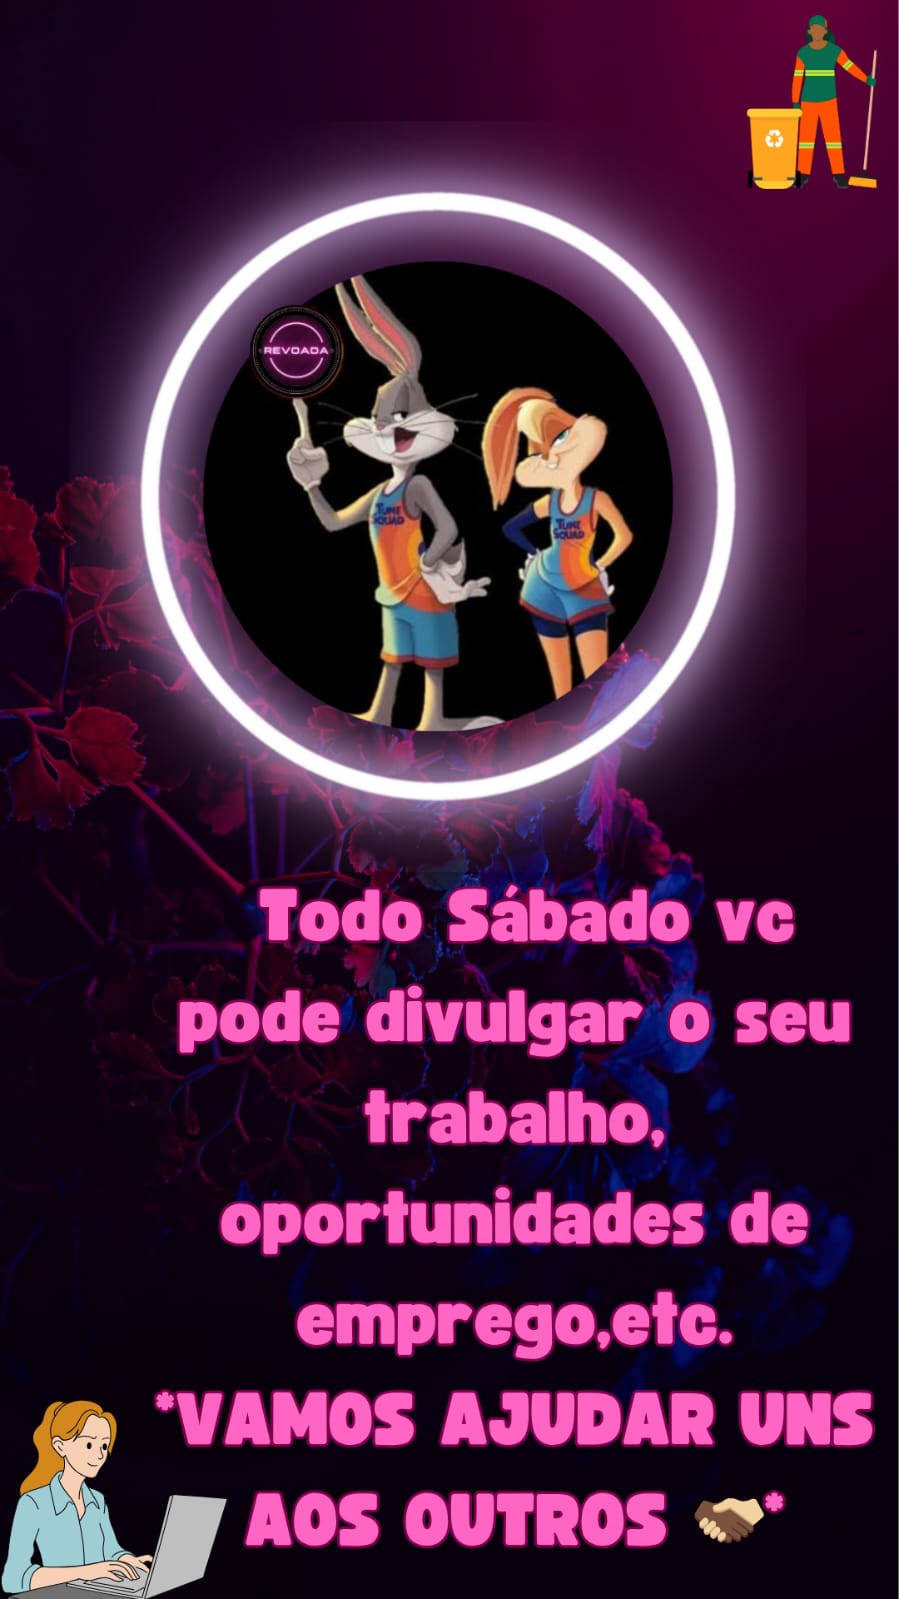 REVOADA
TUNE
SQUAD
TUNE
SQUAD
Todo Sábado vc
pode divulgar o seu
trabalho,
oportunidades de
emprego,etc.
*VAMOS AJUDAR UNS
AOS OUTROS 🤝*